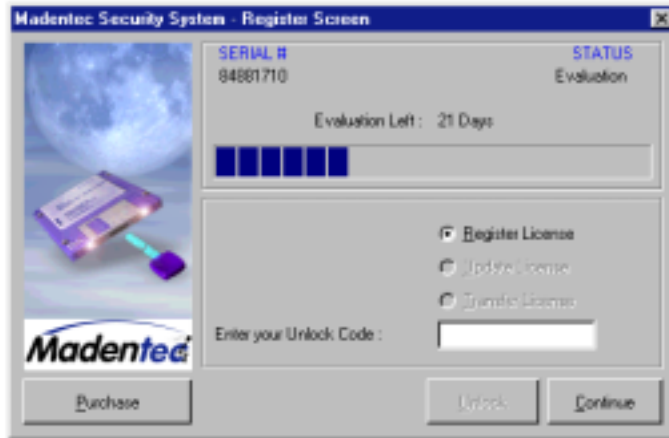 Madentec Security System - Register Screen
SERIAL #
STATUS
84881710
Evaluation
Evaluation Left : 21 Days
Register License
Update License
Transfer License
Enter your Unlock Code :
Madentec
Purchase
Unlock
Continue